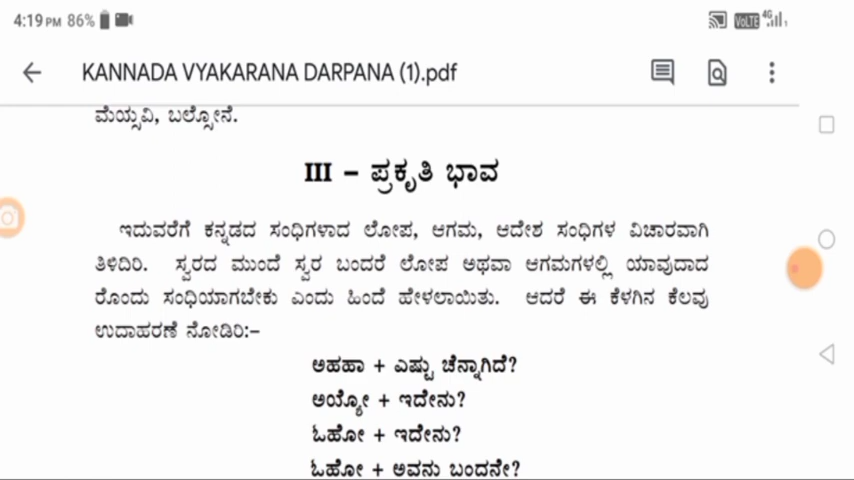 4:19 PM 86% VoLTE 4G
KANNADA VYAKARANA DARPANA (1).pdf
ಮೆಯ್ಸವಿ, ಬಲ್ಸೋನೆ.
III – ಪ್ರಕೃತಿ ಭಾವ
ಇದುವರೆಗೆ ಕನ್ನಡದ ಸಂಧಿಗಳಾದ ಲೋಪ, ಆಗಮ, ಆದೇಶ ಸಂಧಿಗಳ ವಿಚಾರವಾಗಿ
ತಿಳಿದಿರಿ. ಸ್ವರದ ಮುಂದೆ ಸ್ವರ ಬಂದರೆ ಲೋಪ ಅಥವಾ ಆಗಮಗಳಲ್ಲಿ ಯಾವುದಾದ
ರೊಂದು ಸಂಧಿಯಾಗಬೇಕು ಎಂದು ಹಿಂದೆ ಹೇಳಲಾಯಿತು. ಆದರೆ ಈ ಕೆಳಗಿನ ಕೆಲವು
ಉದಾಹರಣೆ ನೋಡಿರಿ:–
ಅಹಹಾ + ಎಷ್ಟು ಚೆನ್ನಾಗಿದೆ?
ಅಯ್ಯೋ + ಇದೇನು?
ಓಹೋ + ಇದೇನು?
ಓಹೋ + ಅವನು ಬಂದನೇ?